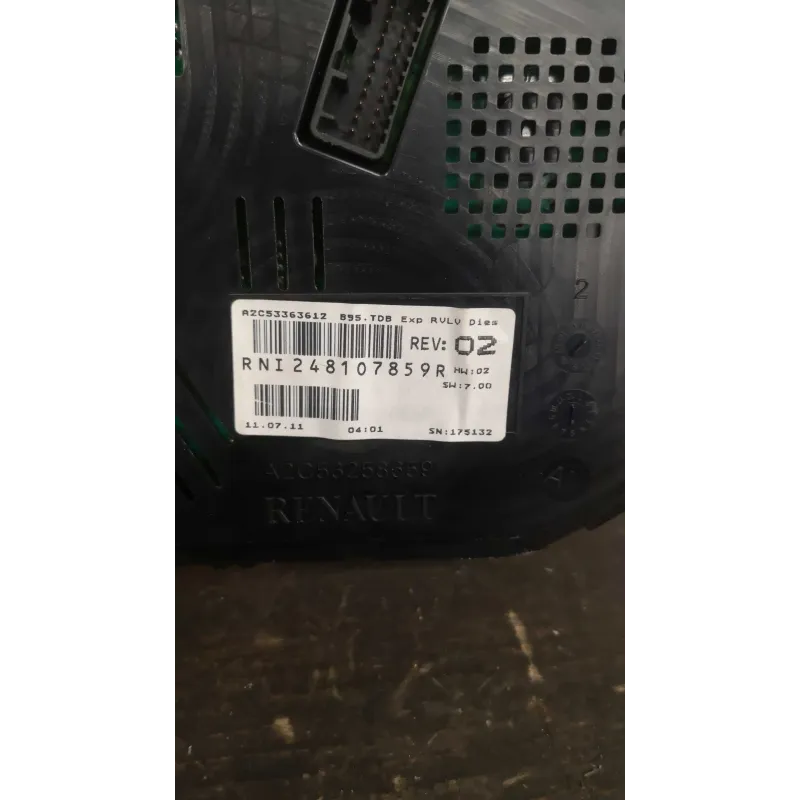 2
A2C53363612 B95.TDB Exp RVLV Dies
REV: 02
RNI248107859R HW:02
SW:7.00
11.07.11 04:01 SN:175132
A2C53258659
RENAULT